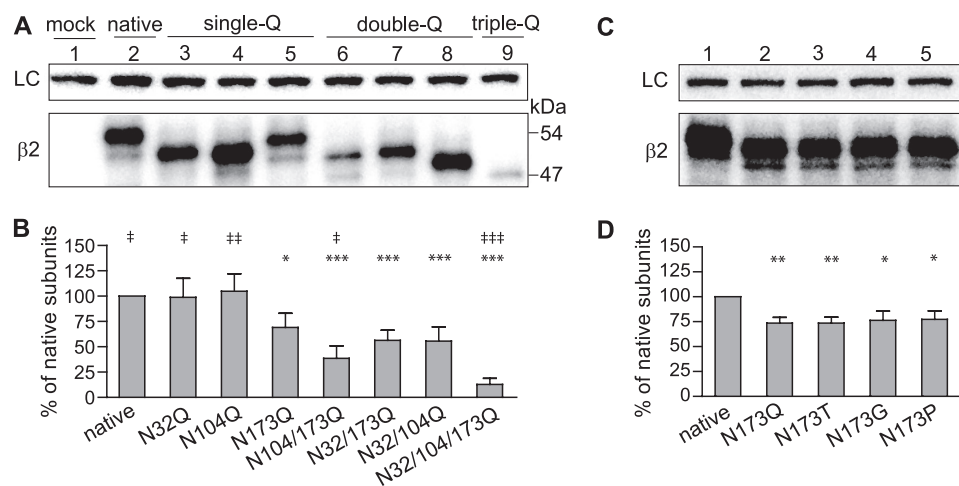 A mock native single-Q double-Q triple-Q
1 2 3 4 5 6 7 8 9
LC
kDa
β2
54
47
B
% of native subunits
150
125
100
75
50
25
0
‡ ‡ ‡‡ ‡ ‡‡‡
* *** *** *** ***
native N32Q N104Q N173Q N104/173Q N32/173Q N32/104Q N32/104/173Q
C
1 2 3 4 5
LC
β2
D
% of native subunits
150
125
100
75
50
25
0
** ** * *
native N173Q N173T N173G N173P